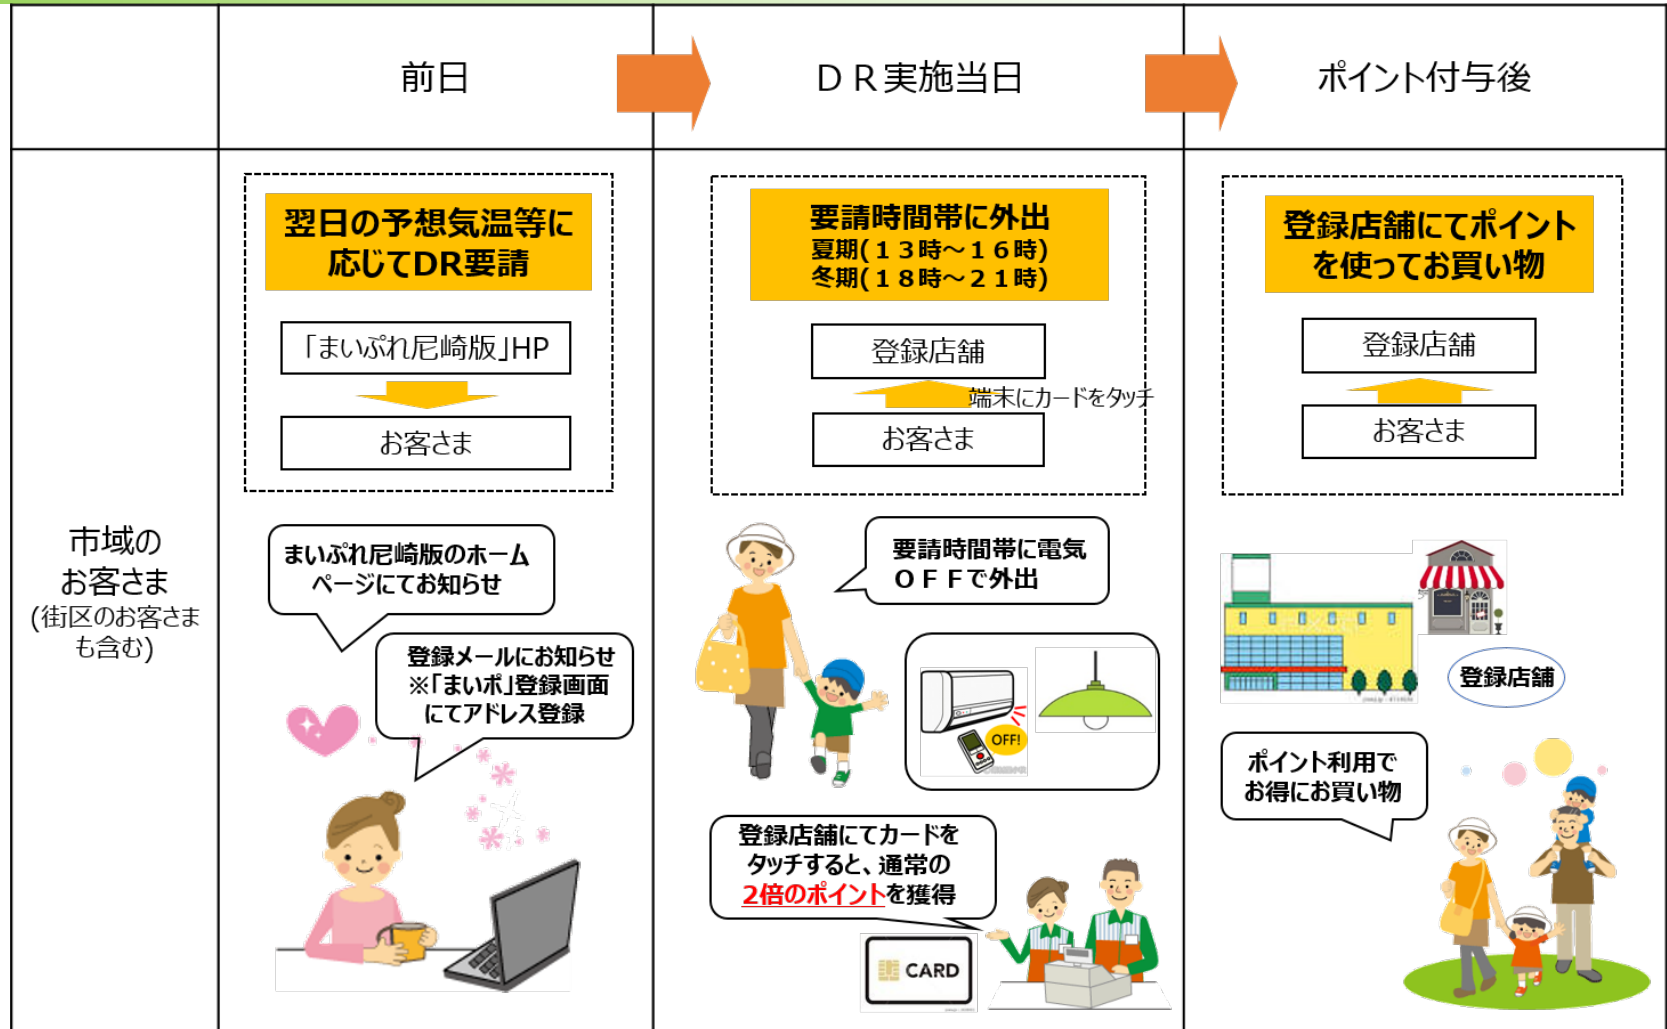 前日
ＤＲ実施当日
ポイント付与後
市域の
お客さま
(街区のお客さま
も含む)
翌日の予想気温等に
応じてDR要請
「まいぷれ尼崎版」HP
お客さま
まいぷれ尼崎版のホーム
ページにてお知らせ
登録メールにお知らせ
※「まいポ」登録画面
にてアドレス登録
要請時間帯に外出
夏期(１３時～１６時)
冬期(１８時～２１時)
登録店舗
端末にカードをタッチ
お客さま
要請時間帯に電気
ＯＦＦで外出
OFF!
登録店舗にてカードを
タッチすると、通常の
2倍のポイントを獲得
CARD
登録店舗にてポイント
を使ってお買い物
登録店舗
お客さま
登録店舗
ポイント利用で
お得にお買い物